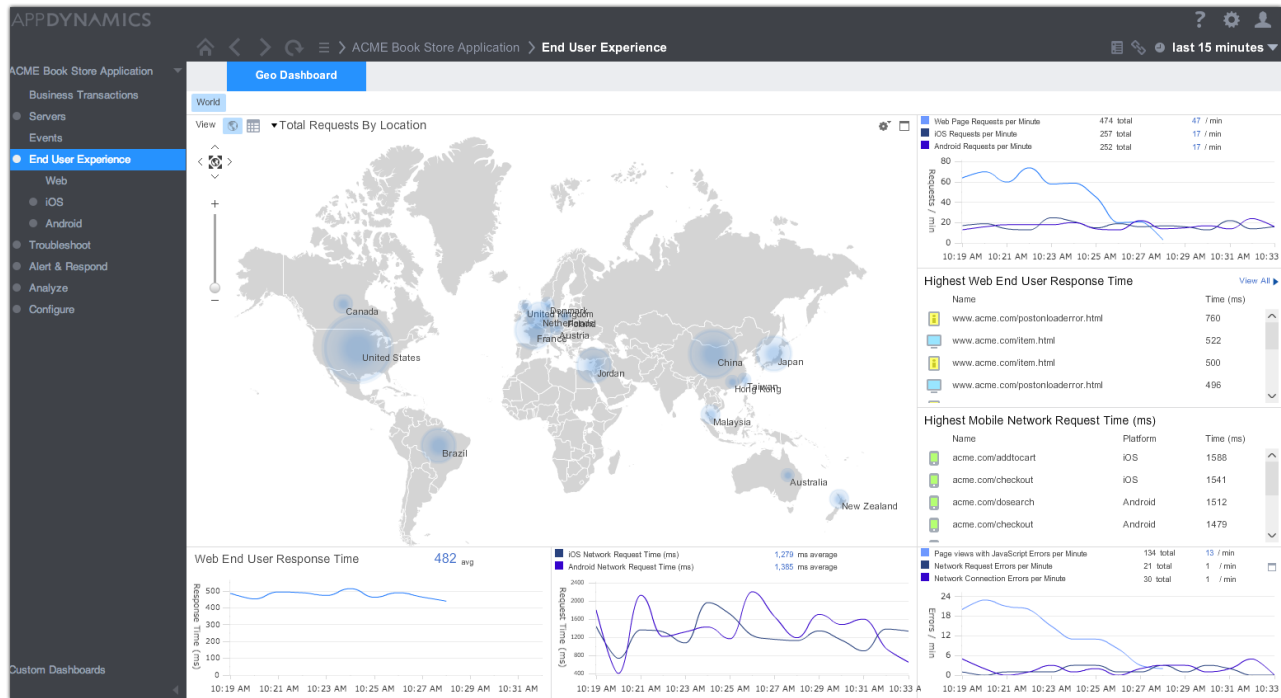 APPDYNAMICS
ACME Book Store Application
End User Experience
last 15 minutes
ACME Book Store Application
Business Transactions
Servers
Events
End User Experience
Web
iOS
Android
Troubleshoot
Alert & Respond
Analyze
Configure
Custom Dashboards
Geo Dashboard
World
View
Total Requests By Location
Canada
United States
Brazil
Denmark
United Kingdom
Netherlands
Poland
Austria
France
Jordan
China
Japan
Taiwan
Hong Kong
Malaysia
Australia
New Zealand
Web Page Requests per Minute 474 total 47 / min
iOS Requests per Minute 257 total 17 / min
Android Requests per Minute 252 total 17 / min
Requests / min
80
60
40
20
0
10:19 AM 10:21 AM 10:23 AM 10:25 AM 10:27 AM 10:29 AM 10:31 AM 10:33
Highest Web End User Response Time View All
Name Time (ms)
www.acme.com/postonloaderror.html 760
www.acme.com/item.html 522
www.acme.com/item.html 500
www.acme.com/postonloaderror.html 496
Highest Mobile Network Request Time (ms)
Name Platform Time (ms)
acme.com/addtocart iOS 1588
acme.com/checkout iOS 1541
acme.com/dosearch Android 1512
acme.com/checkout Android 1479
Web End User Response Time 482 avg
Response Time (ms)
500
400
300
200
100
0
10:19 AM 10:21 AM 10:23 AM 10:25 AM 10:27 AM 10:29 AM 10:31 AM
iOS Network Request Time (ms) 1,279 ms average
Android Network Request Time (ms) 1,385 ms average
Request Time (ms)
2400
2000
1600
1200
800
400
10:19 AM 10:21 AM 10:23 AM 10:25 AM 10:27 AM 10:29 AM 10:31 AM 10:33 A
Page views with JavaScript Errors per Minute 134 total 13 / min
Network Request Errors per Minute 21 total 1 / min
Network Connection Errors per Minute 30 total 1 / min
Errors / min
24
18
12
6
0
10:19 AM 10:21 AM 10:23 AM 10:25 AM 10:27 AM 10:29 AM 10:31 AM 10:33